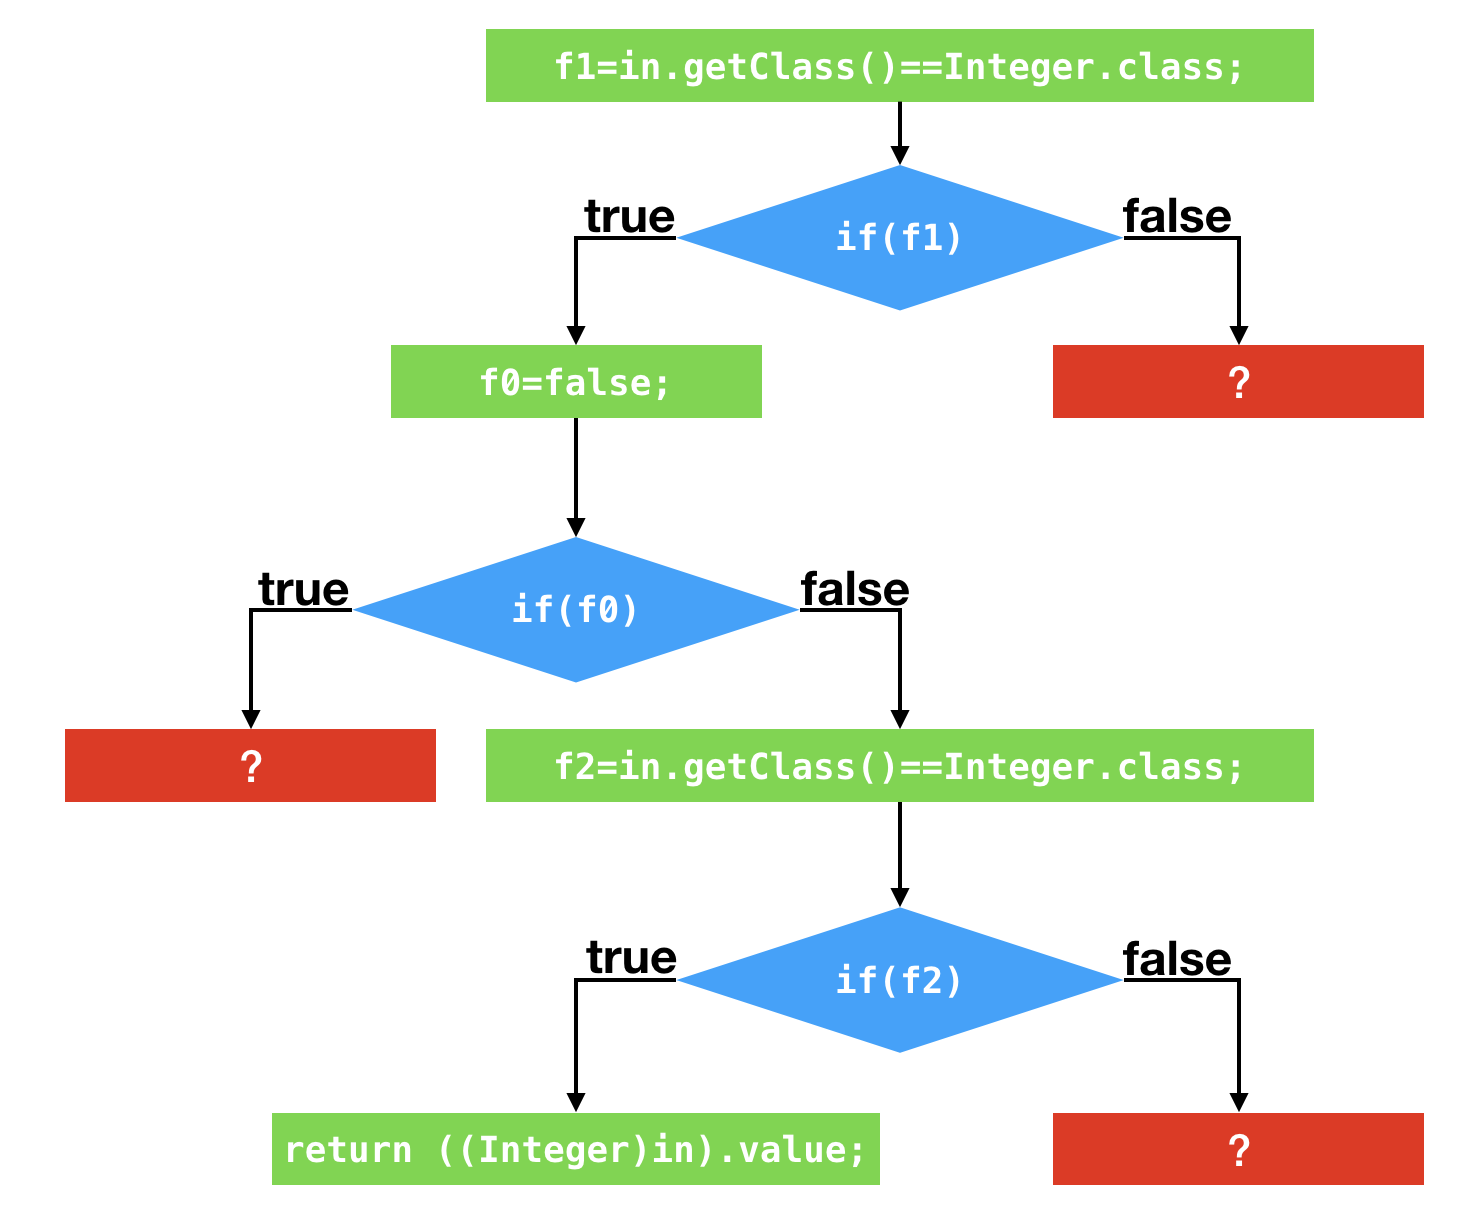 f1=in.getClass()==Integer.class;
true
false
if(f1)
f0=false;
?
true
false
if(f0)
?
f2=in.getClass()==Integer.class;
true
false
if(f2)
return ((Integer)in).value;
?